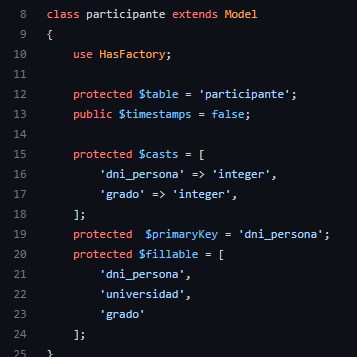 8 class participante extends Model
9 {
10 use HasFactory;
11
12 protected $table = 'participante';
13 public $timestamps = false;
14
15 protected $casts = [
16 'dni_persona' => 'integer',
17 'grado' => 'integer',
18 ];
19 protected  $primaryKey = 'dni_persona';
20 protected $fillable = [
21 'dni_persona',
22 'universidad',
23 'grado'
24 ];
25 }